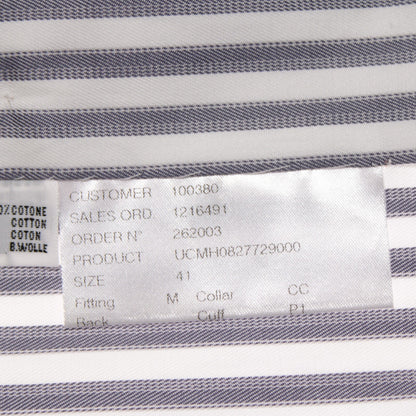 0% COTONE
COTTON
COTON
B.WOLLE
CUSTOMER 100380
SALES ORD. 1216491
ORDER N° 262003
PRODUCT UCMH0827729000
SIZE 41
Fitting M Collar CC
Back Cuff P1